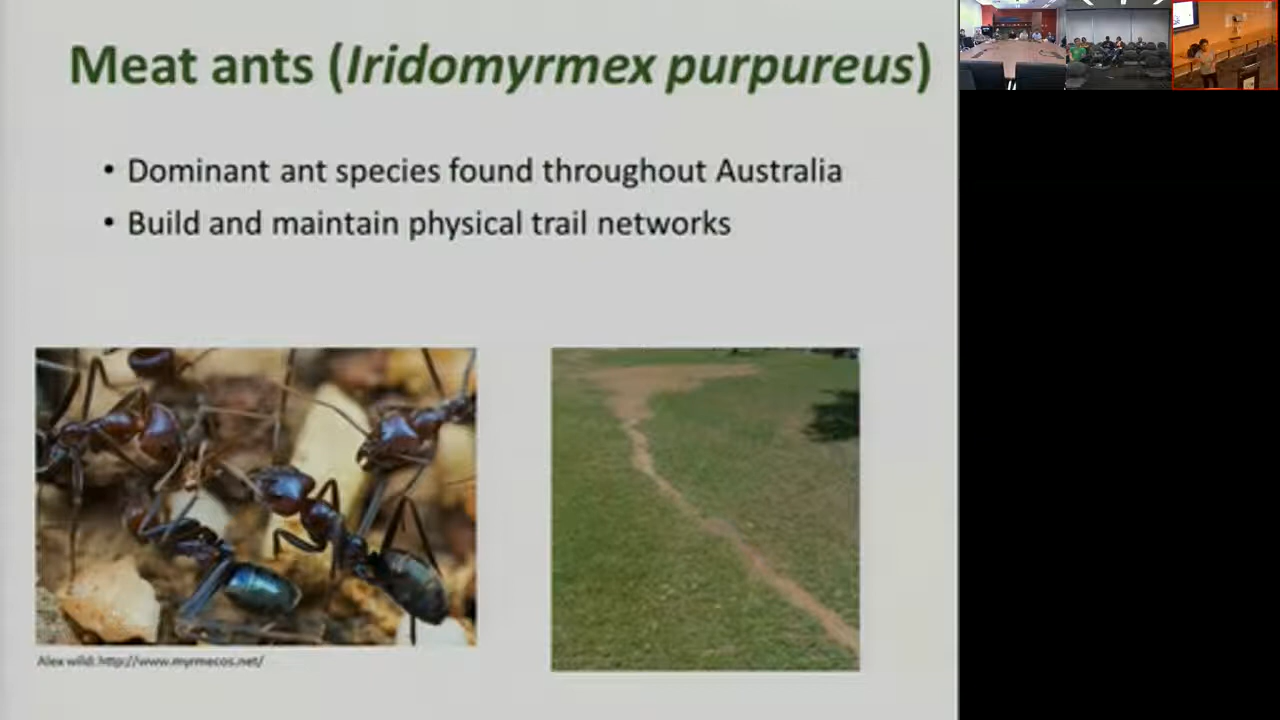 Meat ants (Iridomyrmex purpureus)
• Dominant ant species found throughout Australia
• Build and maintain physical trail networks
Alex wild: http://www.myrmecos.net/